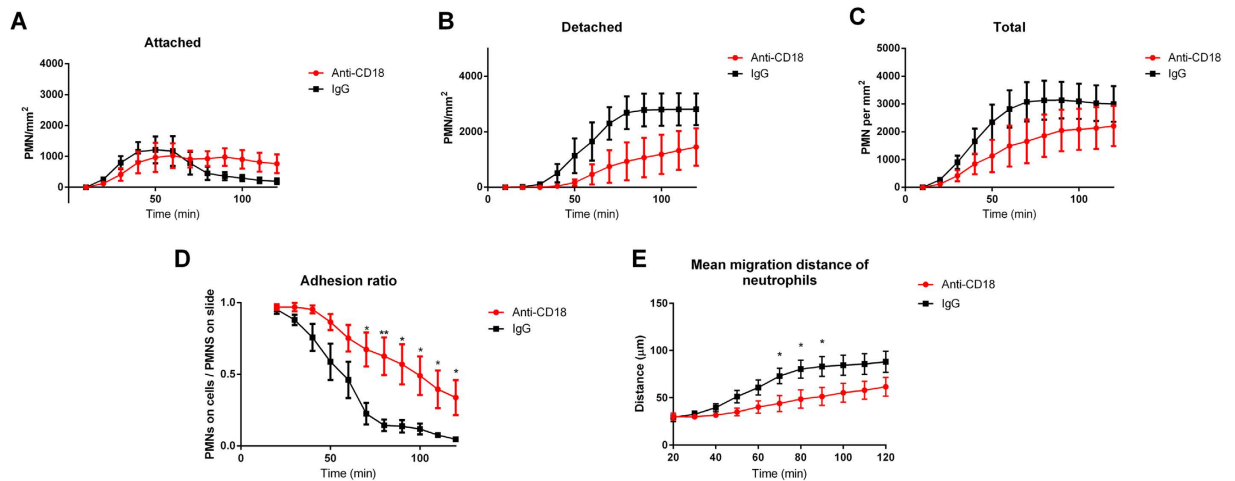 A
Attached
PMN/mm2
4000
3000
2000
1000
0
50
100
Time (min)
Anti-CD18
IgG
B
Detached
PMN/mm2
4000
2000
0
50
100
Time (min)
Anti-CD18
IgG
C
Total
PMN per mm2
5000
4000
3000
2000
1000
0
50
100
Time (min)
Anti-CD18
IgG
D
Adhesion ratio
PMNs on cells / PMNS on side
1.0
0.5
0.0
0
50
100
Time (min)
* ** * * * *
Anti-CD18
IgG
E
Mean migration distance of
neutrophils
Distance (μm)
150
100
50
0
20
40
60
80
100
120
Time (min)
* * *
Anti-CD18
IgG